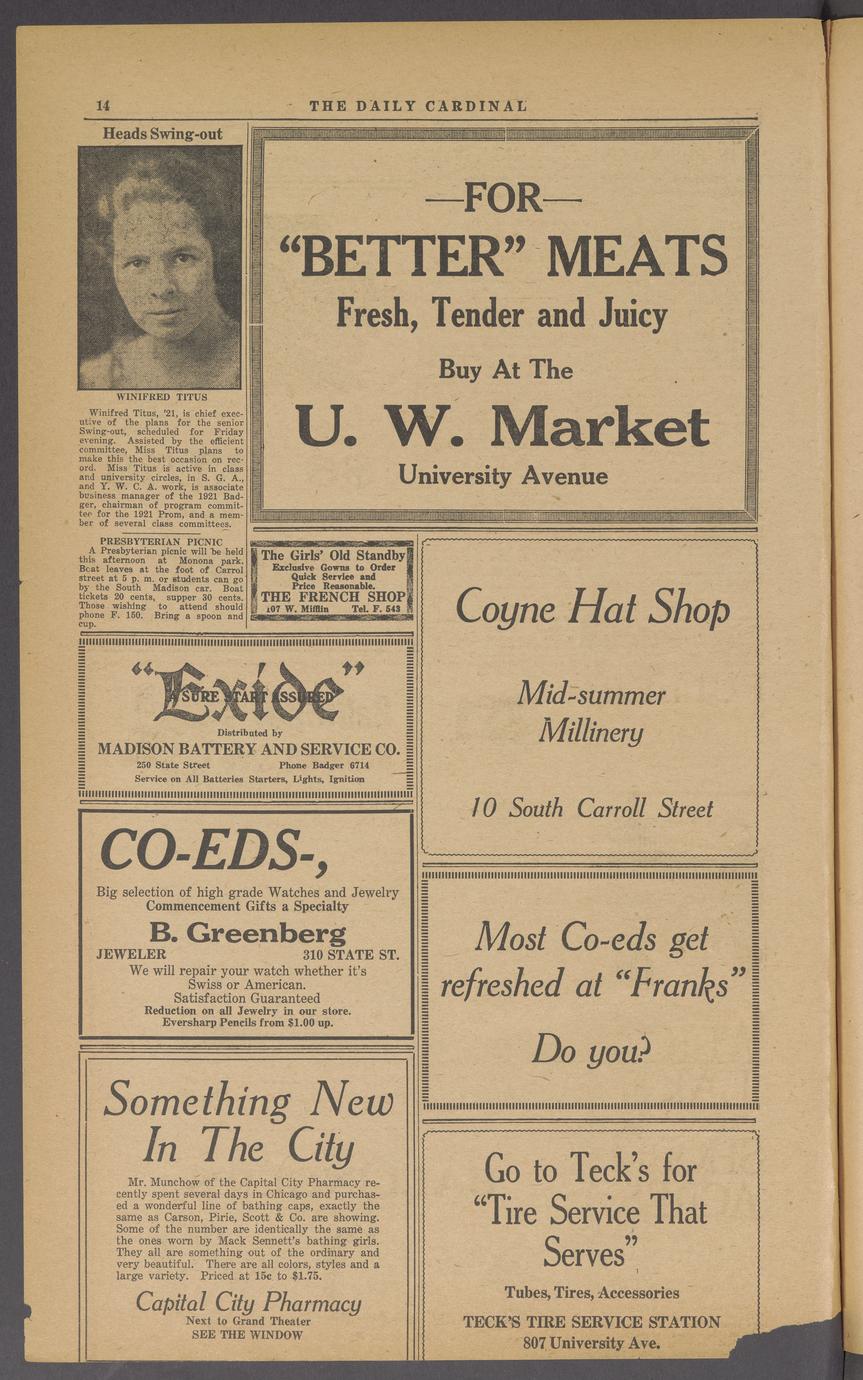 14
THE DAILY CARDINAL
Heads Swing-out
WINIFRED TITUS
Winifred Titus, '21, is chief exec-
utive of the plans for the senior
Swing-out, scheduled for Friday
evening. Assisted by the efficient
committee, Miss Titus plans to
make this the best occasion on rec-
ord. Miss Titus is active in class
and university circles, in S. G. A.,
and Y. W. C. A. work, is associate
business manager of the 1921 Bad-
ger, chairman of program commit-
tee for the 1921 Prom, and a mem-
ber of several class committees.
PRESBYTERIAN PICNIC
A Presbyterian picnic will be held
this afternoon at Monona park.
Boat leaves at the foot of Carrol
street at 5 p. m. or students can go
by the South Madison car. Boat
tickets 20 cents, supper 30 cents.
Those wishing to attend should
phone F. 150. Bring a spoon and
cup.
—FOR—
“BETTER” MEATS
Fresh, Tender and Juicy
Buy At The
U. W. Market
University Avenue
The Girls' Old Standby
Exclusive Gowns to Order
Quick Service and
Price Reasonable.
THE FRENCH SHOP
107 W. Mifflin Tel. F. 543
“Exide”
A SURE START ASSURED
Distributed by
MADISON BATTERY AND SERVICE CO.
250 State Street Phone Badger 6714
Service on All Batteries Starters, Lights, Ignition
CO-EDS-,
Big selection of high grade Watches and Jewelry
Commencement Gifts a Specialty
B. Greenberg
JEWELER 310 STATE ST.
We will repair your watch whether it's
Swiss or American.
Satisfaction Guaranteed
Reduction on all Jewelry in our store.
Eversharp Pencils from $1.00 up.
Something New
In The City
Mr. Munchow of the Capital City Pharmacy re-
cently spent several days in Chicago and purchas-
ed a wonderful line of bathing caps, exactly the
same as Carson, Pirie, Scott & Co. are showing.
Some of the number are identically the same as
the ones worn by Mack Sennett's bathing girls.
They all are something out of the ordinary and
very beautiful. There are all colors, styles and a
large variety. Priced at 15c to $1.75.
Capital City Pharmacy
Next to Grand Theater
SEE THE WINDOW
Coyne Hat Shop
Mid-summer
Millinery
10 South Carroll Street
Most Co-eds get
refreshed at “Franks”
Do you?
Go to Teck's for
“Tire Service That
Serves”
Tubes, Tires, Accessories
TECK'S TIRE SERVICE STATION
807 University Ave.